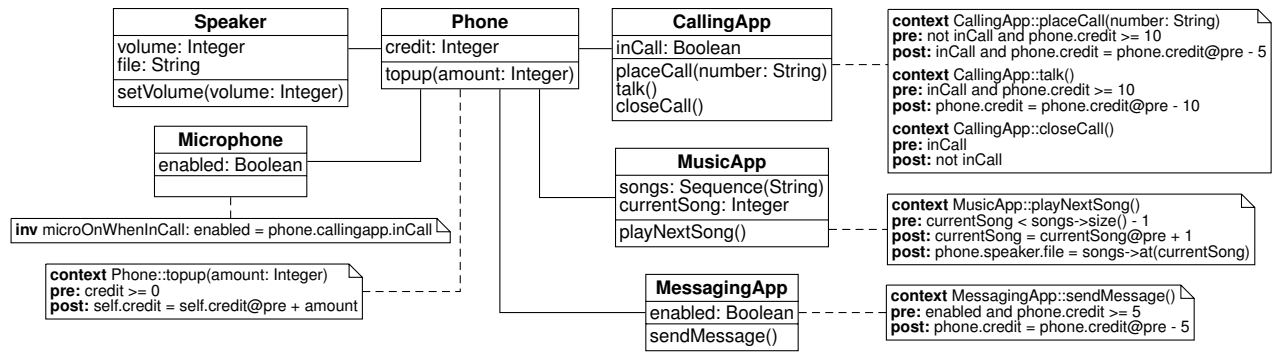 Speaker
volume: Integer
file: String
setVolume(volume: Integer)
Phone
credit: Integer
topup(amount: Integer)
CallingApp
inCall: Boolean
placeCall(number: String)
talk()
closeCall()
context CallingApp::placeCall(number: String)
pre: not inCall and phone.credit >= 10
post: inCall and phone.credit = phone.credit@pre - 5
context CallingApp::talk()
pre: inCall and phone.credit >= 10
post: phone.credit = phone.credit@pre - 10
context CallingApp::closeCall()
pre: inCall
post: not inCall
Microphone
enabled: Boolean
inv microOnWhenInCall: enabled = phone.callingapp.inCall
MusicApp
songs: Sequence(String)
currentSong: Integer
playNextSong()
context MusicApp::playNextSong()
pre: currentSong < songs->size() - 1
post: currentSong = currentSong@pre + 1
post: phone.speaker.file = songs->at(currentSong)
context Phone::topup(amount: Integer)
pre: credit >= 0
post: self.credit = self.credit@pre + amount
MessagingApp
enabled: Boolean
sendMessage()
context MessagingApp::sendMessage()
pre: enabled and phone.credit >= 5
post: phone.credit = phone.credit@pre - 5